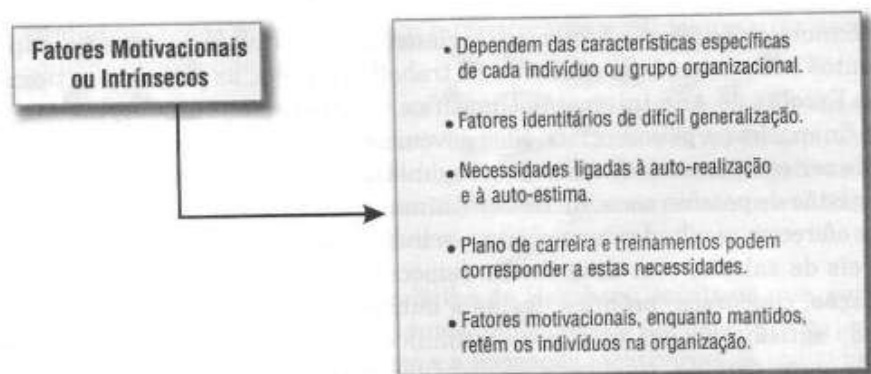 Fatores Motivacionais
ou Intrínsecos
• Dependem das características específicas
de cada indivíduo ou grupo organizacional.
• Fatores identitários de difícil generalização.
• Necessidades ligadas à auto-realização
e à auto-estima.
• Plano de carreira e treinamentos podem
corresponder a estas necessidades.
• Fatores motivacionais, enquanto mantidos,
retêm os indivíduos na organização.